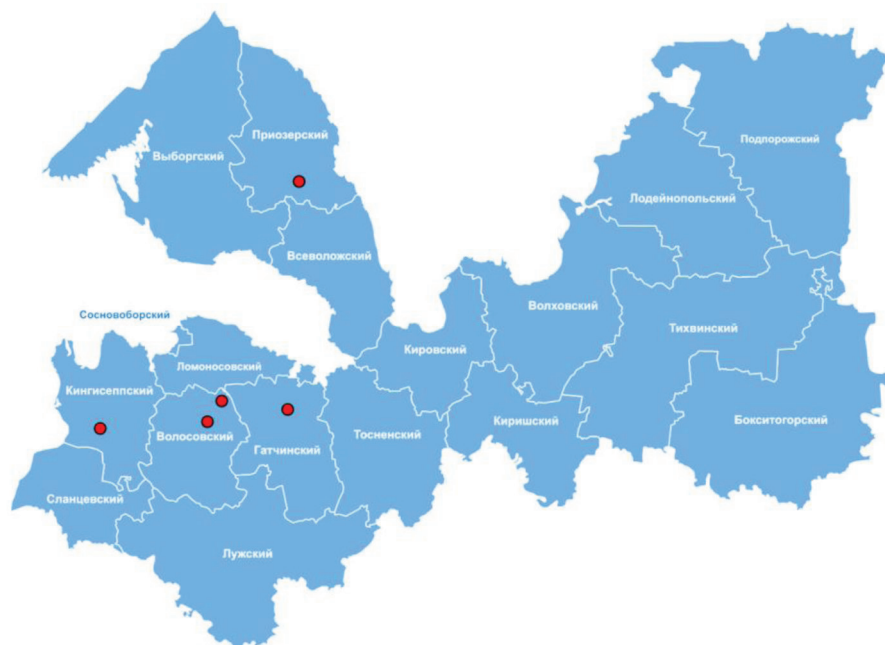 Приозерский
Подпорожский
Выборгский
Лодейнопольский
Всеволожский
Волховский
Сосновоборский
Тихвинский
Кировский
Ломоносовский
Кингисеппский
Бокситогорский
Киришский
Тосненский
Волосовский
Гатчинский
Сланцевский
Лужский